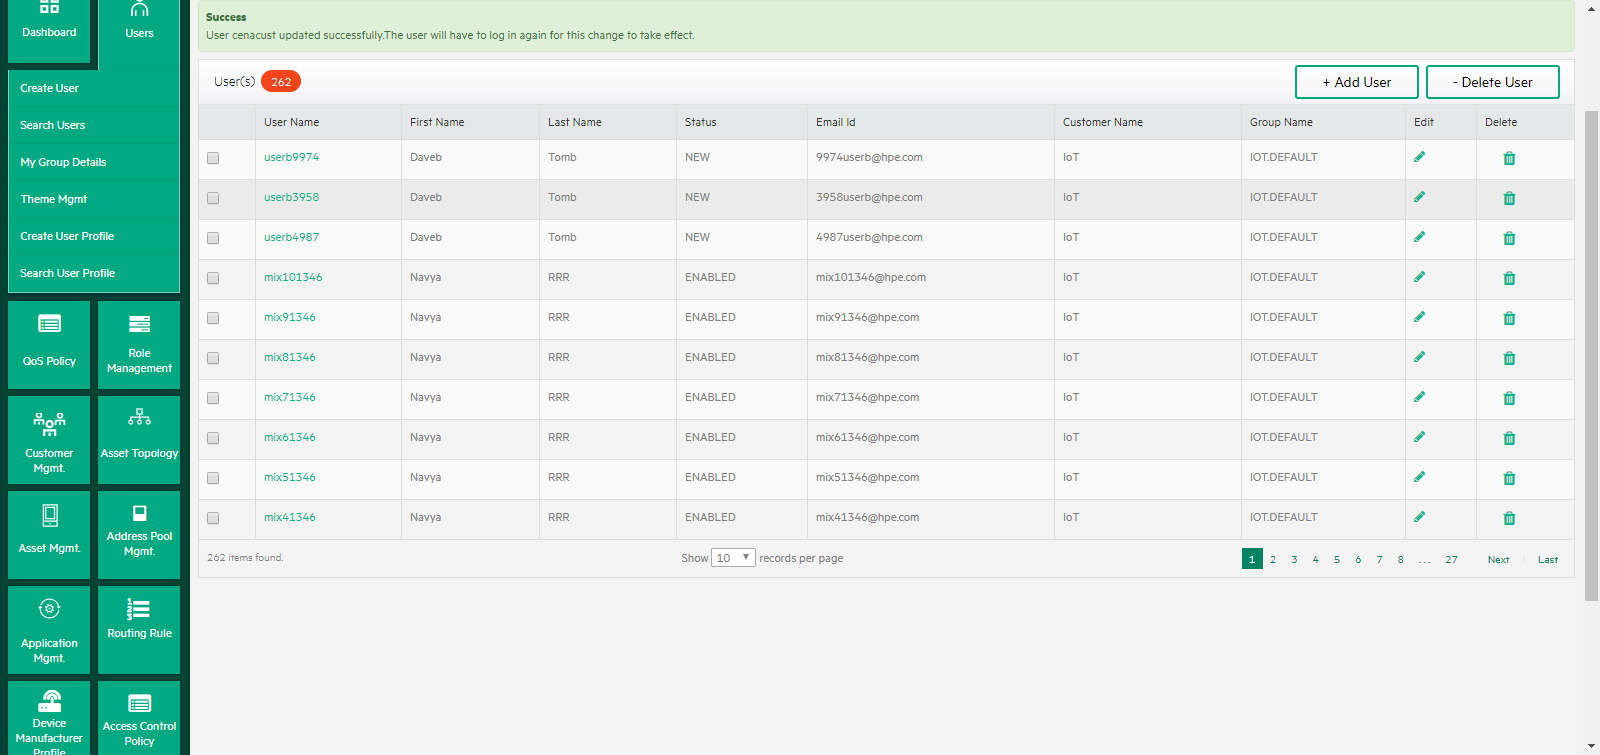 Dashboard
Users
Create User
Search Users
My Group Details
Theme Mgmt
Create User Profile
Search User Profile
QoS Policy
Role
Management
Customer
Mgmt.
Asset Topology
Asset Mgmt.
Address Pool
Mgmt.
Application
Mgmt.
Routing Rule
Device
Manufacturer
Profile
Access Control
Policy
Success
User cenacust updated successfully.The user will have to log in again for this change to take effect.
User(s) 262
+ Add User - Delete User
User Name First Name Last Name Status Email Id Customer Name Group Name Edit Delete
userb9974 Daveb Tomb NEW 9974userb@hpe.com IoT IOT.DEFAULT
userb3958 Daveb Tomb NEW 3958userb@hpe.com IoT IOT.DEFAULT
userb4987 Daveb Tomb NEW 4987userb@hpe.com IoT IOT.DEFAULT
mix101346 Navya RRR ENABLED mix101346@hpe.com IoT IOT.DEFAULT
mix91346 Navya RRR ENABLED mix91346@hpe.com IoT IOT.DEFAULT
mix81346 Navya RRR ENABLED mix81346@hpe.com IoT IOT.DEFAULT
mix71346 Navya RRR ENABLED mix71346@hpe.com IoT IOT.DEFAULT
mix61346 Navya RRR ENABLED mix61346@hpe.com IoT IOT.DEFAULT
mix51346 Navya RRR ENABLED mix51346@hpe.com IoT IOT.DEFAULT
mix41346 Navya RRR ENABLED mix41346@hpe.com IoT IOT.DEFAULT
262 items found. Show 10 records per page 1 2 3 4 5 6 7 8 ... 27 Next Last